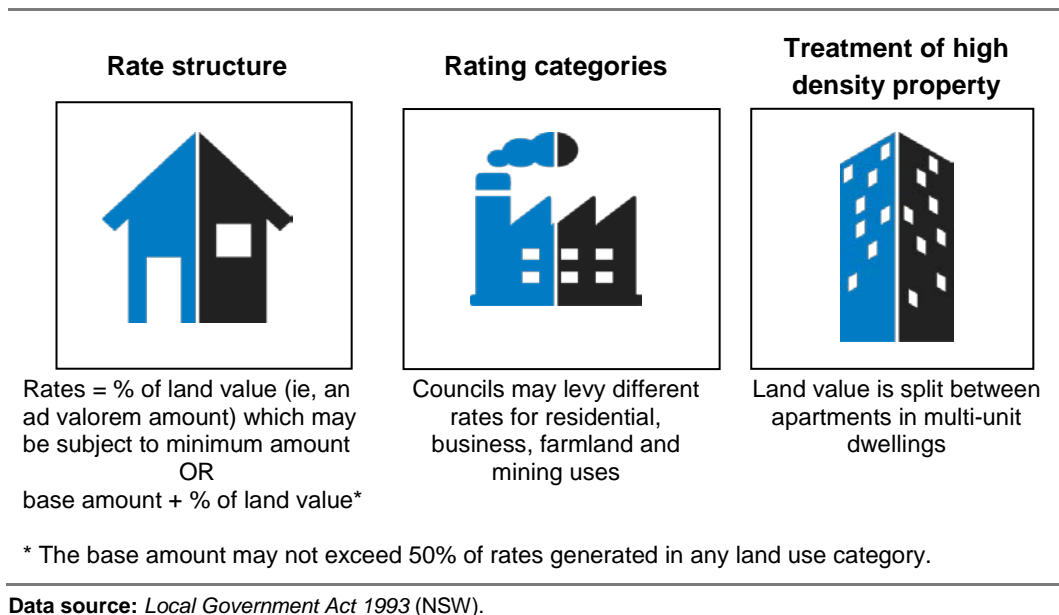 Rate structure
Rates = % of land value (ie, an
ad valorem amount) which may
be subject to minimum amount
OR
base amount + % of land value*
Rating categories
Councils may levy different
rates for residential,
business, farmland and
mining uses
Treatment of high
density property
Land value is split between
apartments in multi-unit
dwellings
* The base amount may not exceed 50% of rates generated in any land use category.
Data source: Local Government Act 1993 (NSW).